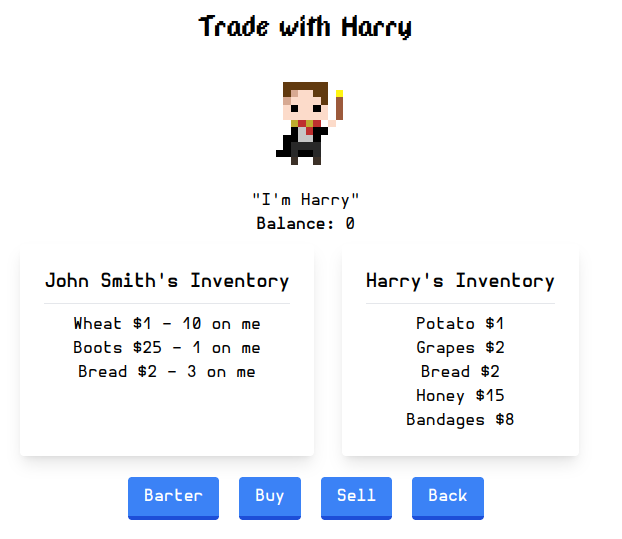 Trade with Harry
"I'm Harry"
Balance: 0
John Smith's Inventory
Wheat $1 - 10 on me
Boots $25 - 1 on me
Bread $2 - 3 on me
Harry's Inventory
Potato $1
Grapes $2
Bread $2
Honey $15
Bandages $8
Barter
Buy
Sell
Back